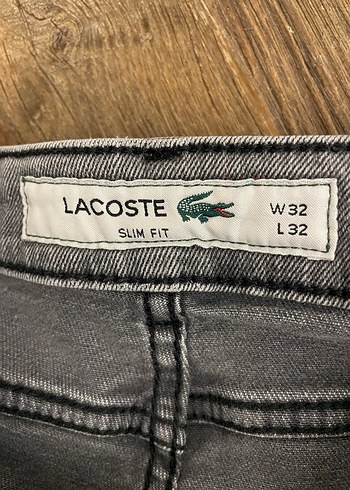 LACOSTE
SLIM FIT
W 32
L 32